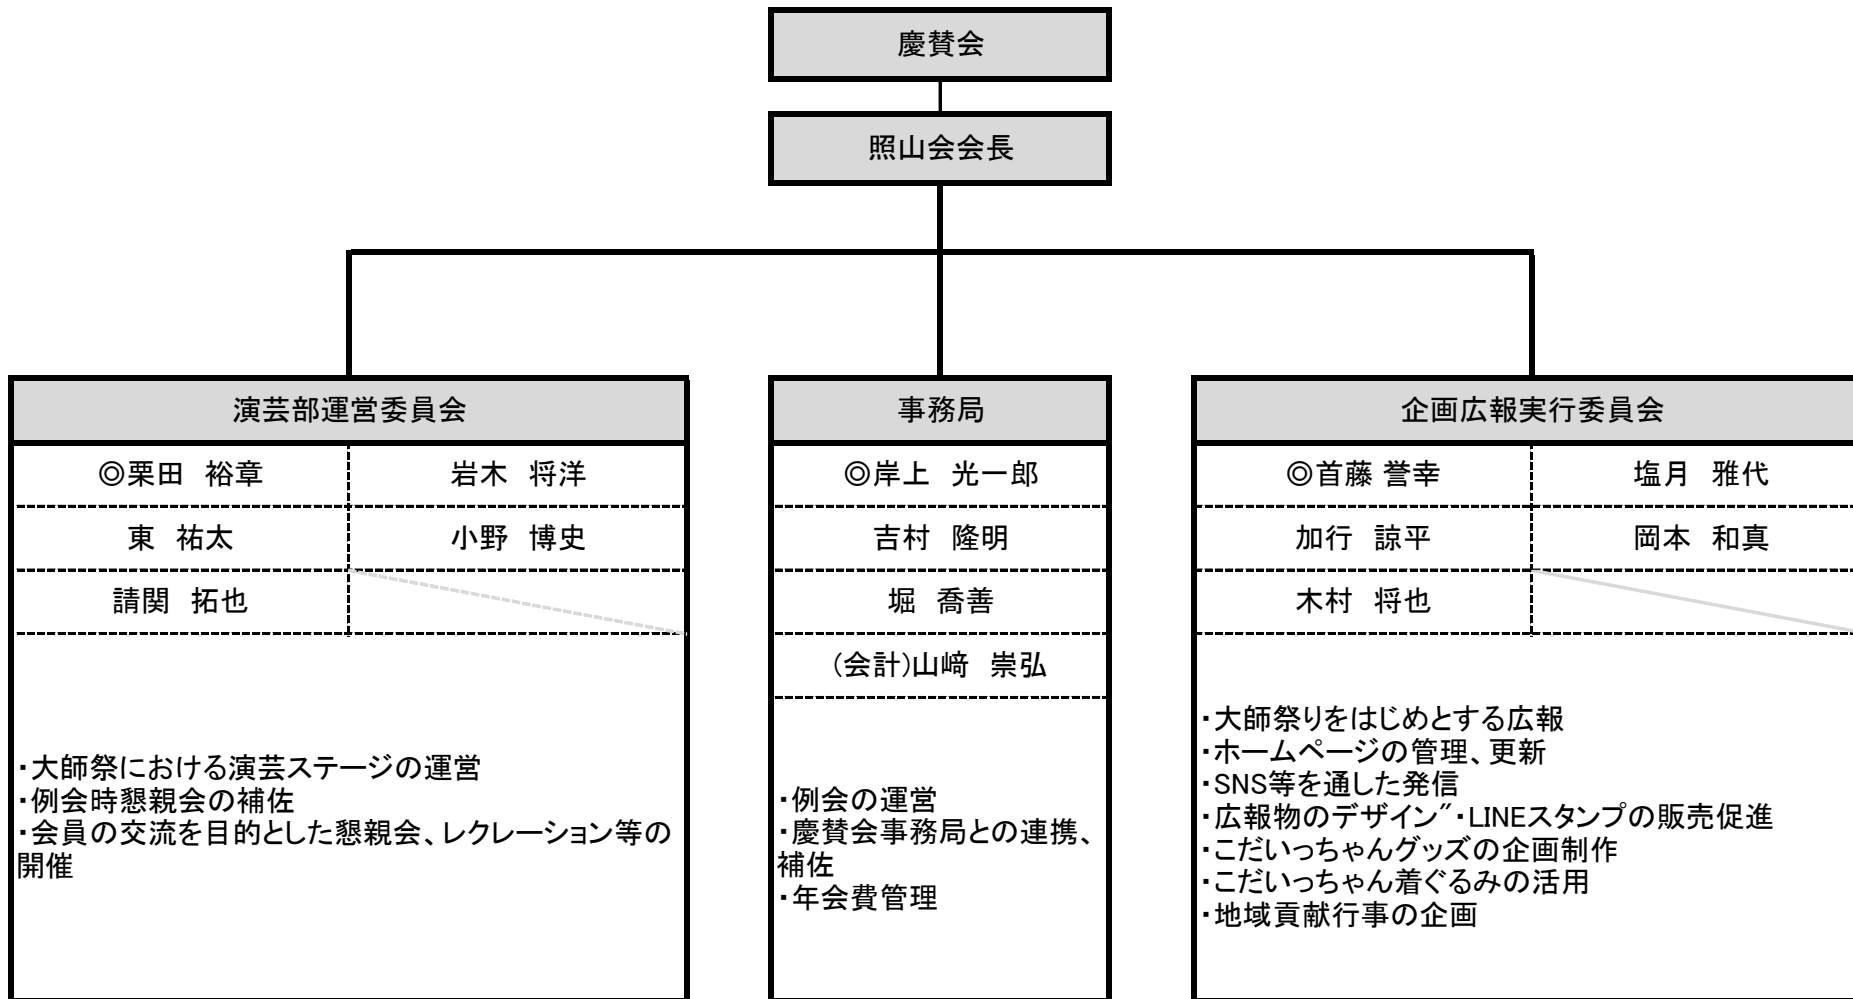 慶賛会
照山会会長
演芸部運営委員会
◎栗田 裕章 岩木 将洋
東 祐太 小野 博史
請関 拓也
・大師祭における演芸ステージの運営
・例会時懇親会の補佐
・会員の交流を目的とした懇親会、レクレーション等の
開催
事務局
◎岸上 光一郎
吉村 隆明
堀 喬善
(会計)山﨑 崇弘
・例会の運営
・慶賛会事務局との連携、
補佐
・年会費管理
企画広報実行委員会
◎首藤 誉幸 塩月 雅代
加行 諒平 岡本 和真
木村 将也
・大師祭りをはじめとする広報
・ホームページの管理、更新
・SNS等を通した発信
・広報物のデザイン〃・LINEスタンプの販売促進
・こだいっちゃんグッズの企画制作
・こだいっちゃん着ぐるみの活用
・地域貢献行事の企画